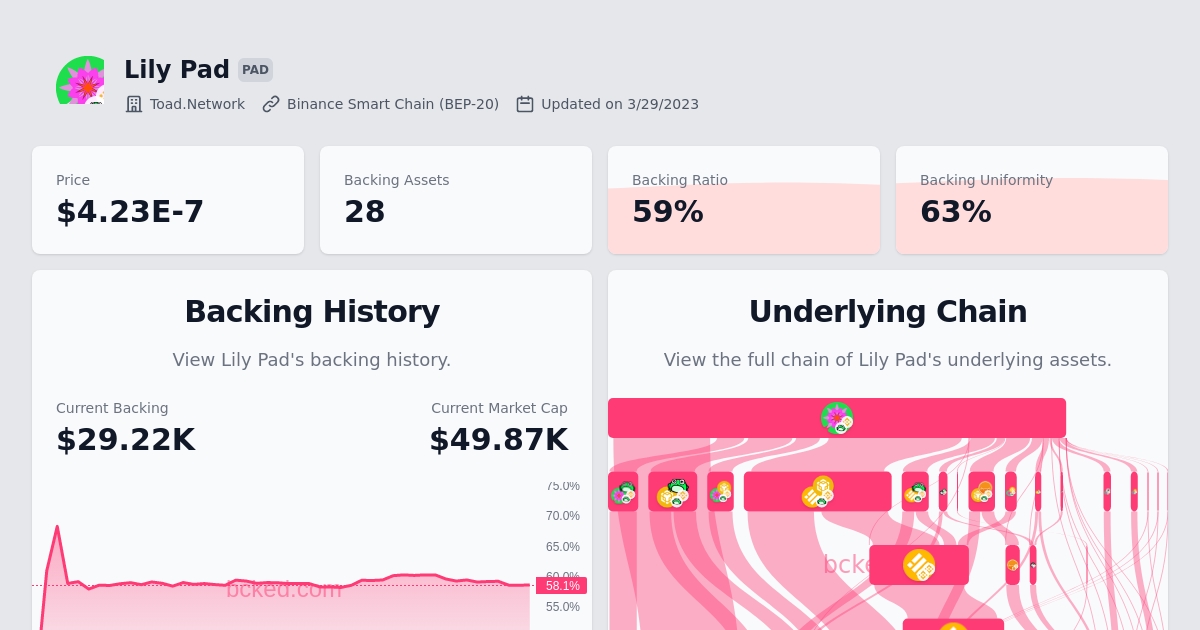 Lily Pad PAD
Toad.Network Binance Smart Chain (BEP-20) Updated on 3/29/2023
Price
$4.23E-7
Backing Assets
28
Backing Ratio
59%
Backing Uniformity
63%
Backing History
View Lily Pad's backing history.
Current Backing
$29.22K
Current Market Cap
$49.87K
75.0%
70.0%
65.0%
60.0%
58.1%
55.0%
bcked.com
Underlying Chain
View the full chain of Lily Pad's underlying assets.